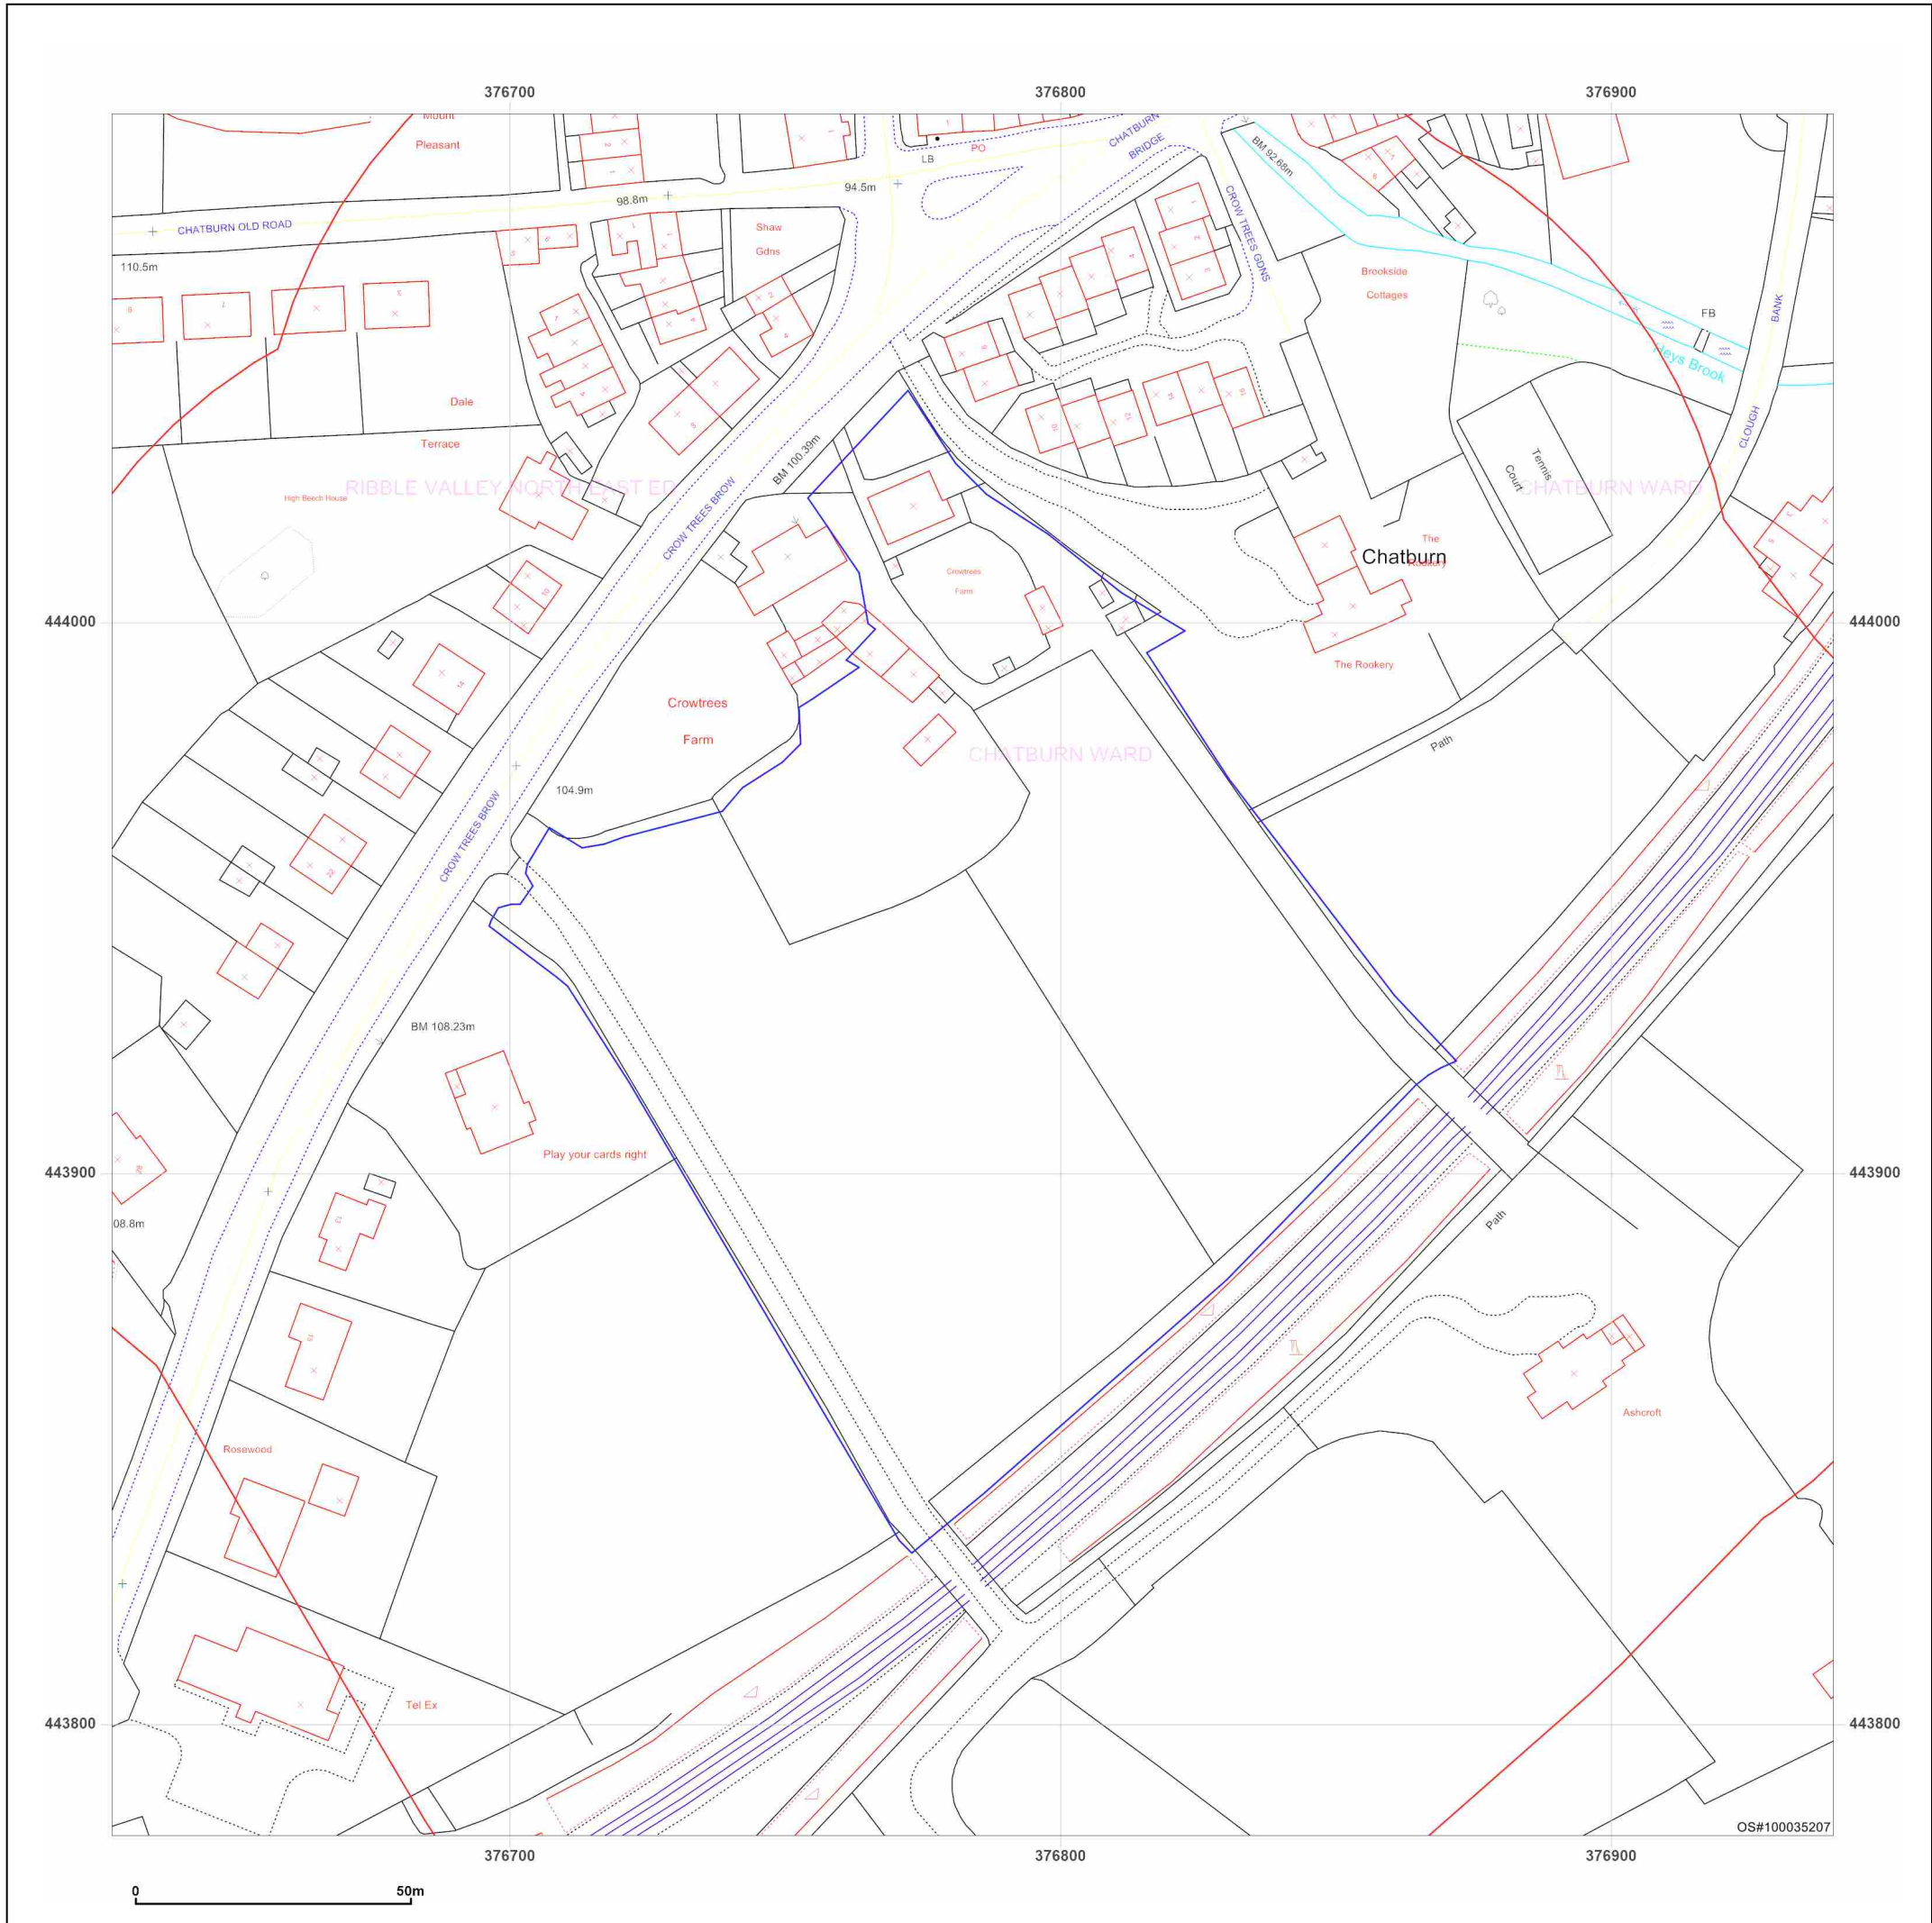 376700
376800
376900
Mount
Pleasant
LB
PO
CHATBURN
BRIDGE
BM 92.68m
94.5m
98.8m
CHATBURN OLD ROAD
110.5m
Shaw
Gdns
CROW TREES GDNS
Brookside
Cottages
FB
Heys Brook
BANK
CLOUGH
Dale
Terrace
BM 100.39m
Tennis
Court
High Beech House
RIBBLE VALLEY NORTH EAST ED
CHATBURN WARD
CROW TREES BROW
The
Rookery
Chatburn
Crowtrees
Farm
444000
444000
10
The Rookery
14
Crowtrees
Farm
Path
CHATBURN WARD
104.9m
CROW TREES BROW
22
BM 108.23m
Play your cards right
443900
443900
08.8m
Path
Rosewood
Ashcroft
Tel Ex
443800
443800
OS#100035207
376700
376800
376900
0
50m